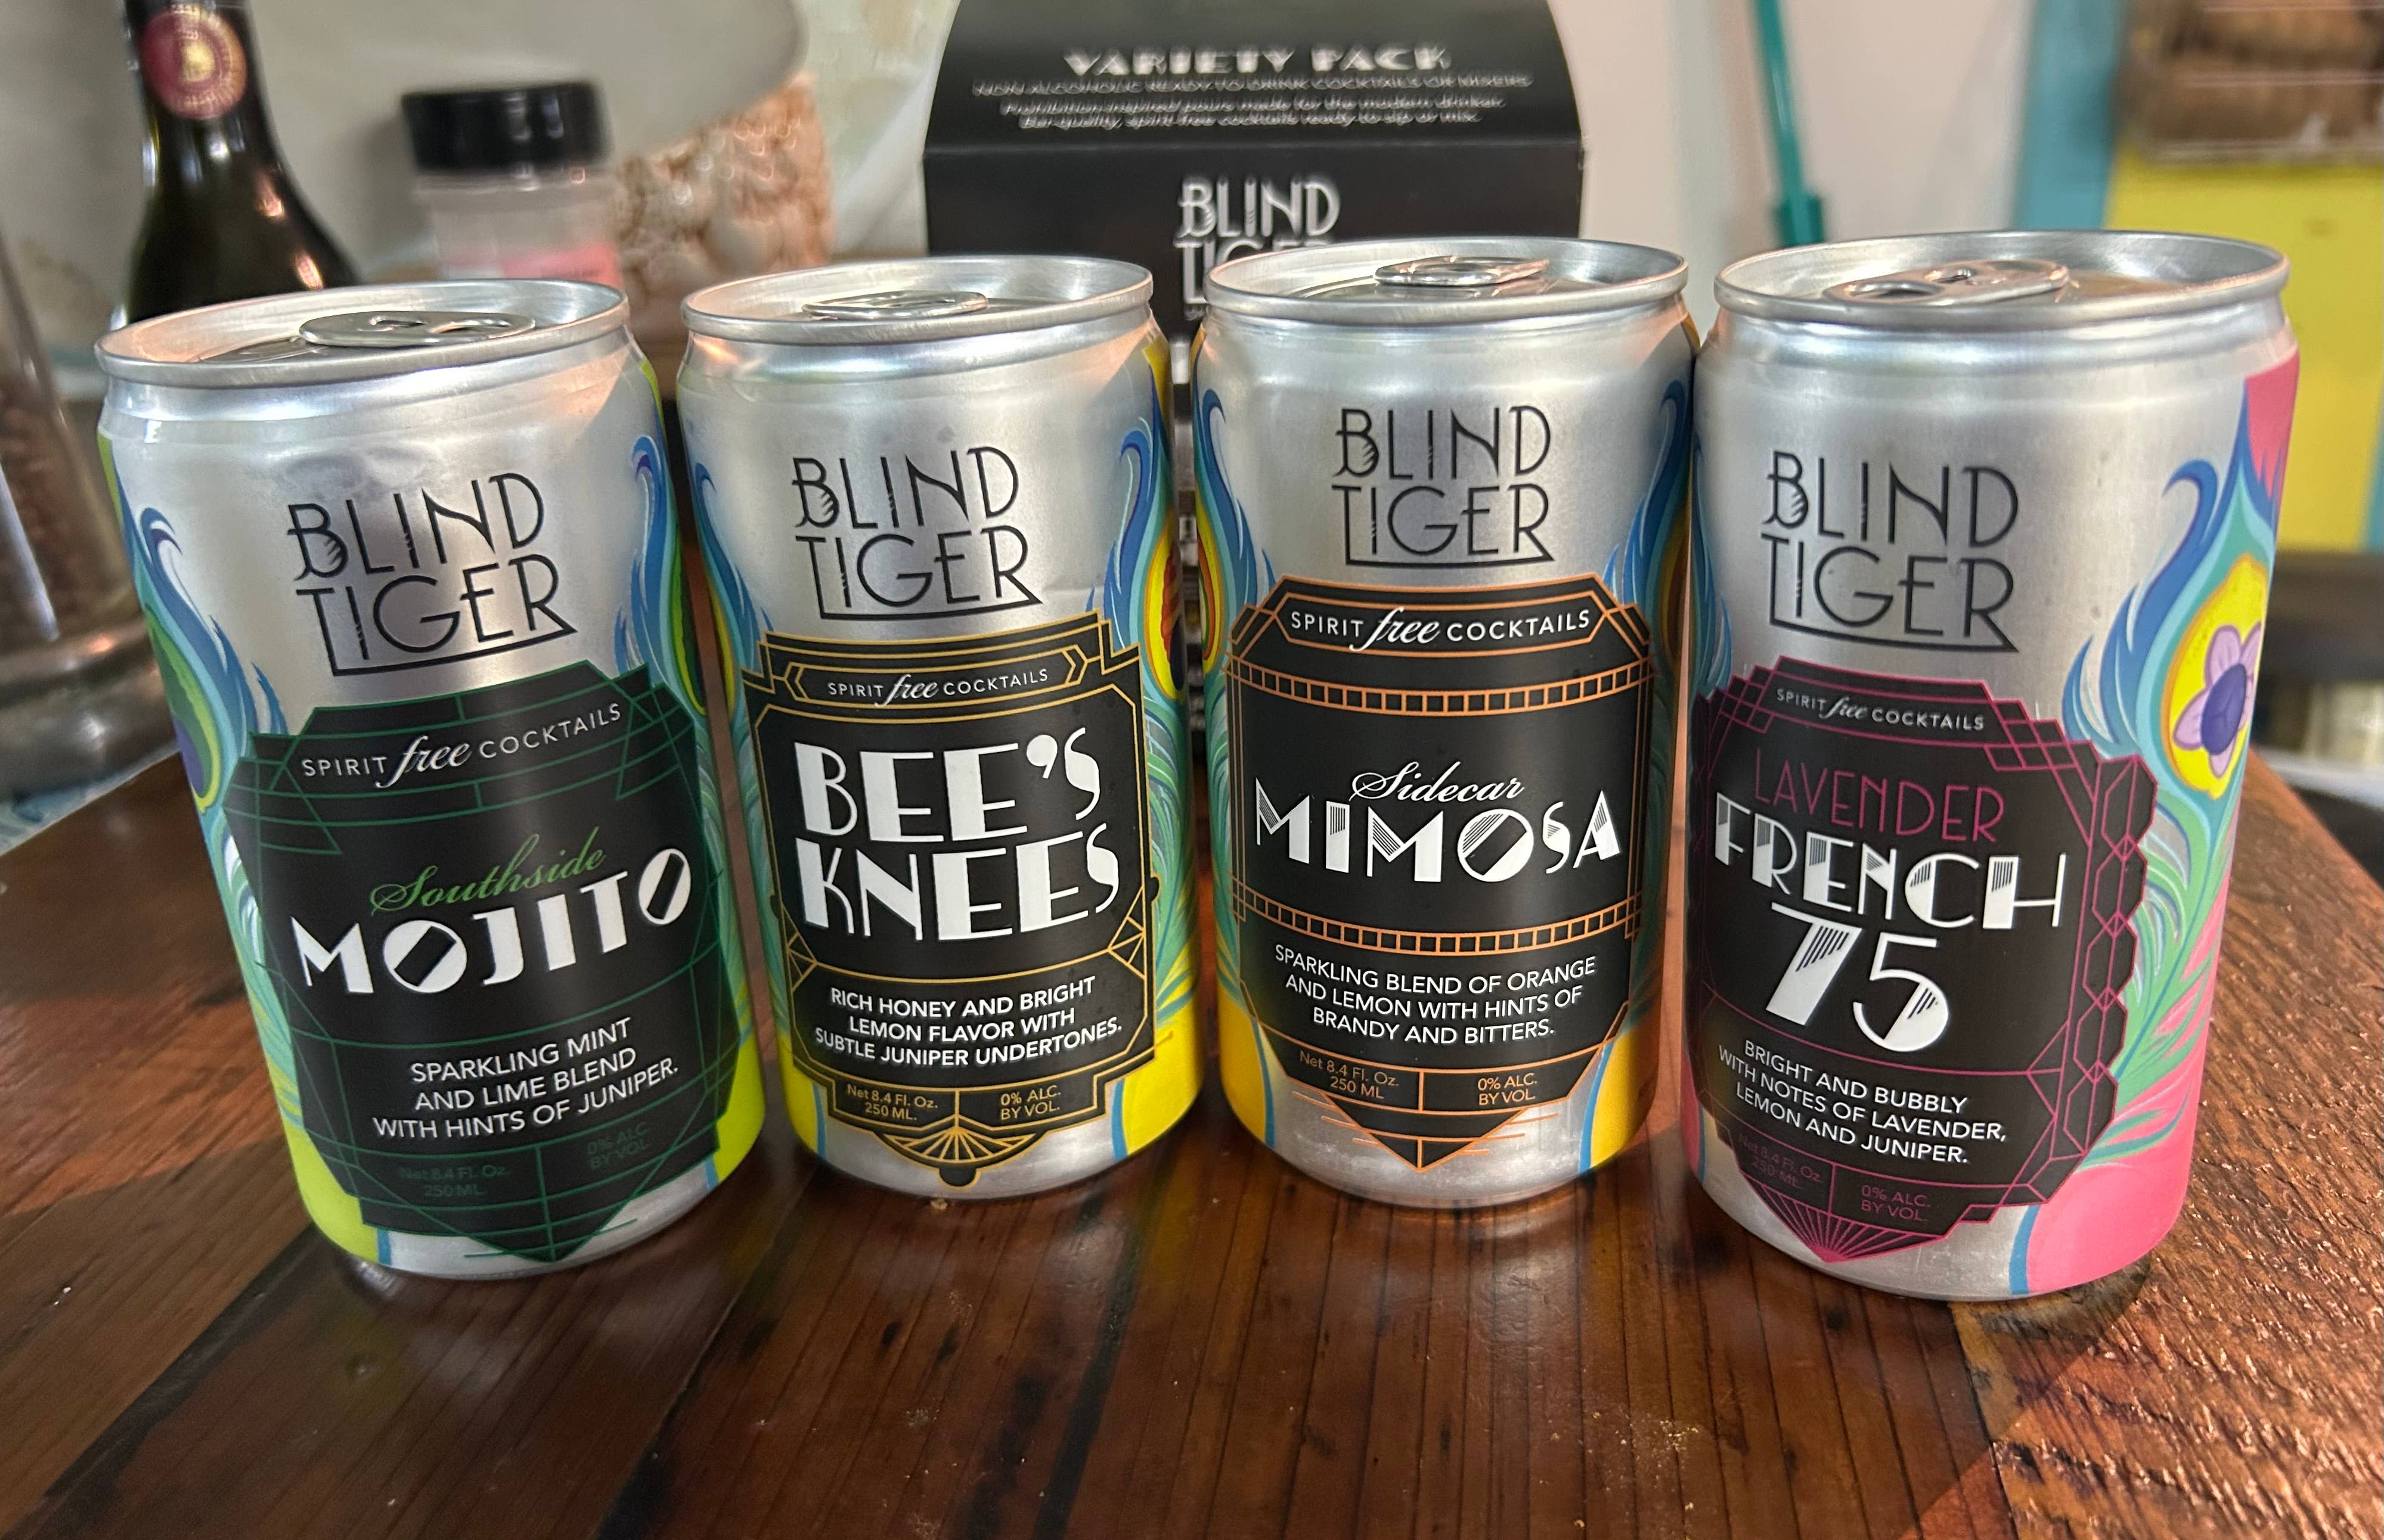 VARIETY PACK
NON ALCOHOLIC READY TO DRINK COCKTAILS OR MIXERS
Prohibition inspired pours made for the modern drinker.
Bar-quality, spirit-free cocktails ready to sip or mix.
BLIND
TIGER
BLIND
TIGER
SPIRIT free COCKTAILS
Southside
MOJITO
SPARKLING MINT
AND LIME BLEND
WITH HINTS OF JUNIPER.
Net 8.4 Fl. Oz.
250 ML.
0% ALC.
BY VOL.
BLIND
TIGER
SPIRIT free COCKTAILS
BEE'S
KNEES
RICH HONEY AND BRIGHT
LEMON FLAVOR WITH
SUBTLE JUNIPER UNDERTONES.
Net 8.4 Fl. Oz.
250 ML.
0% ALC.
BY VOL.
BLIND
TIGER
SPIRIT free COCKTAILS
Sidecar
MIMOSA
SPARKLING BLEND OF ORANGE
AND LEMON WITH HINTS OF
BRANDY AND BITTERS.
Net 8.4 Fl. Oz.
250 ML
0% ALC.
BY VOL.
BLIND
TIGER
SPIRIT free COCKTAILS
LAVENDER
FRENCH
75
BRIGHT AND BUBBLY
WITH NOTES OF LAVENDER,
LEMON AND JUNIPER.
Net 8.4 Fl. Oz.
250 ML.
0% ALC.
BY VOL.